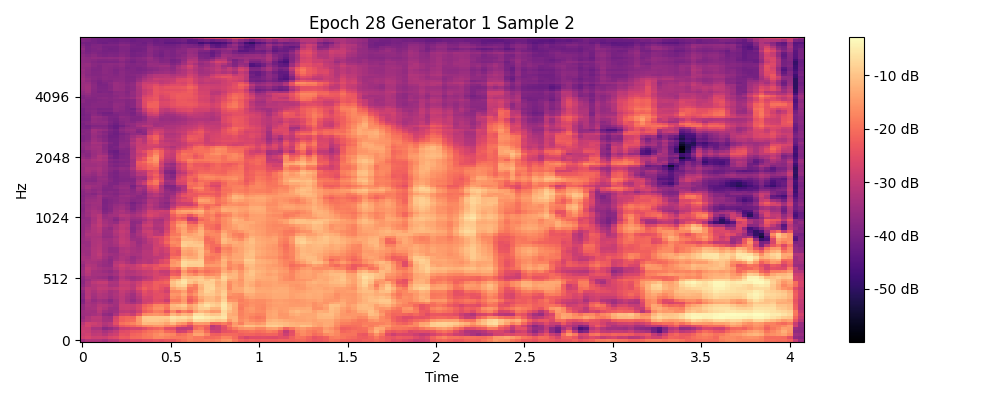 Epoch 28 Generator 1 Sample 2
Hz
4096
2048
1024
512
0
0 0.5 1 1.5 2 2.5 3 3.5 4
Time
-10 dB
-20 dB
-30 dB
-40 dB
-50 dB